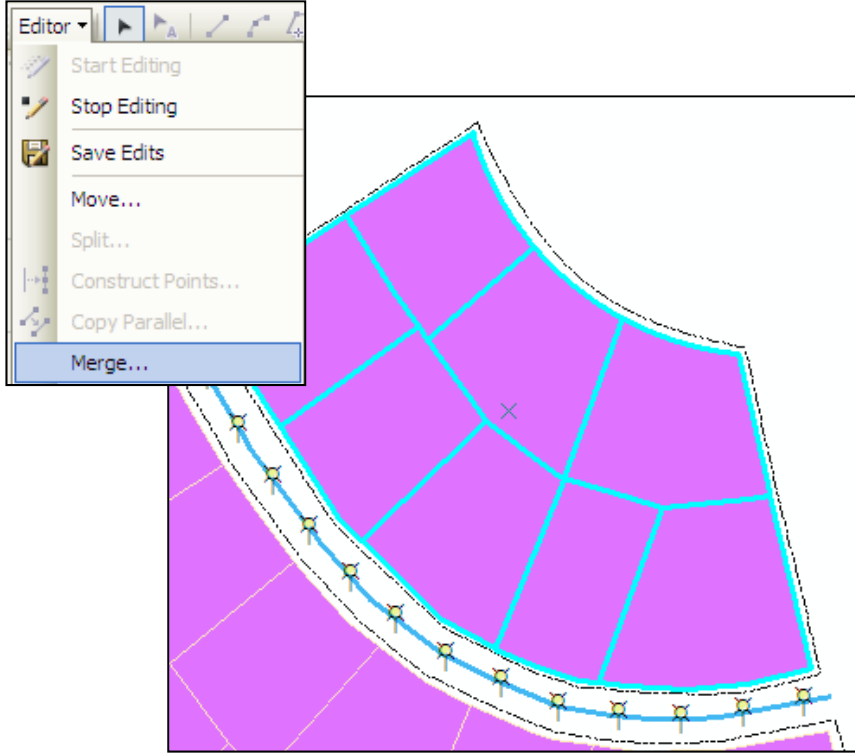 Editor
A
Start Editing
Stop Editing
Save Edits
Move...
Split...
Construct Points...
Copy Parallel...
Merge...